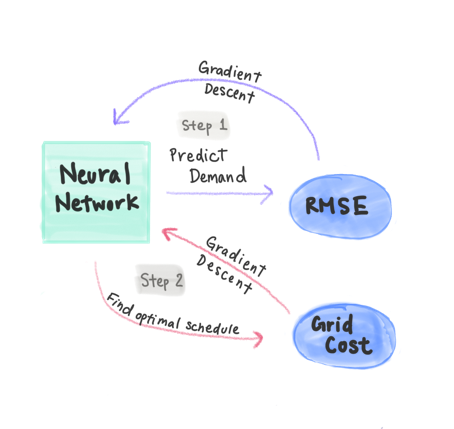 Gradient
Descent
Step 1
Predict
Demand
Neural
Network
RMSE
Gradient
Descent
Step 2
Find optimal schedule
Grid
Cost